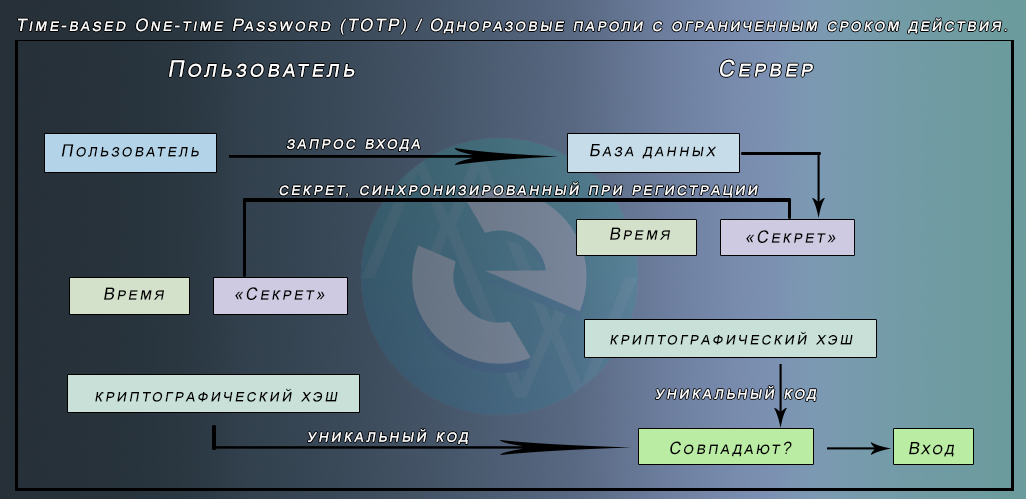 Time-based One-time Password (TOTP) / Одноразовые пароли с ограниченным сроком действия.
Пользователь
Сервер
Пользователь
запрос входа
База данных
секрет, синхронизированный при регистрации
Время
«Секрет»
Время
«Секрет»
криптографический хэш
криптографический хэш
уникальный код
уникальный код
Совпадают?
Вход